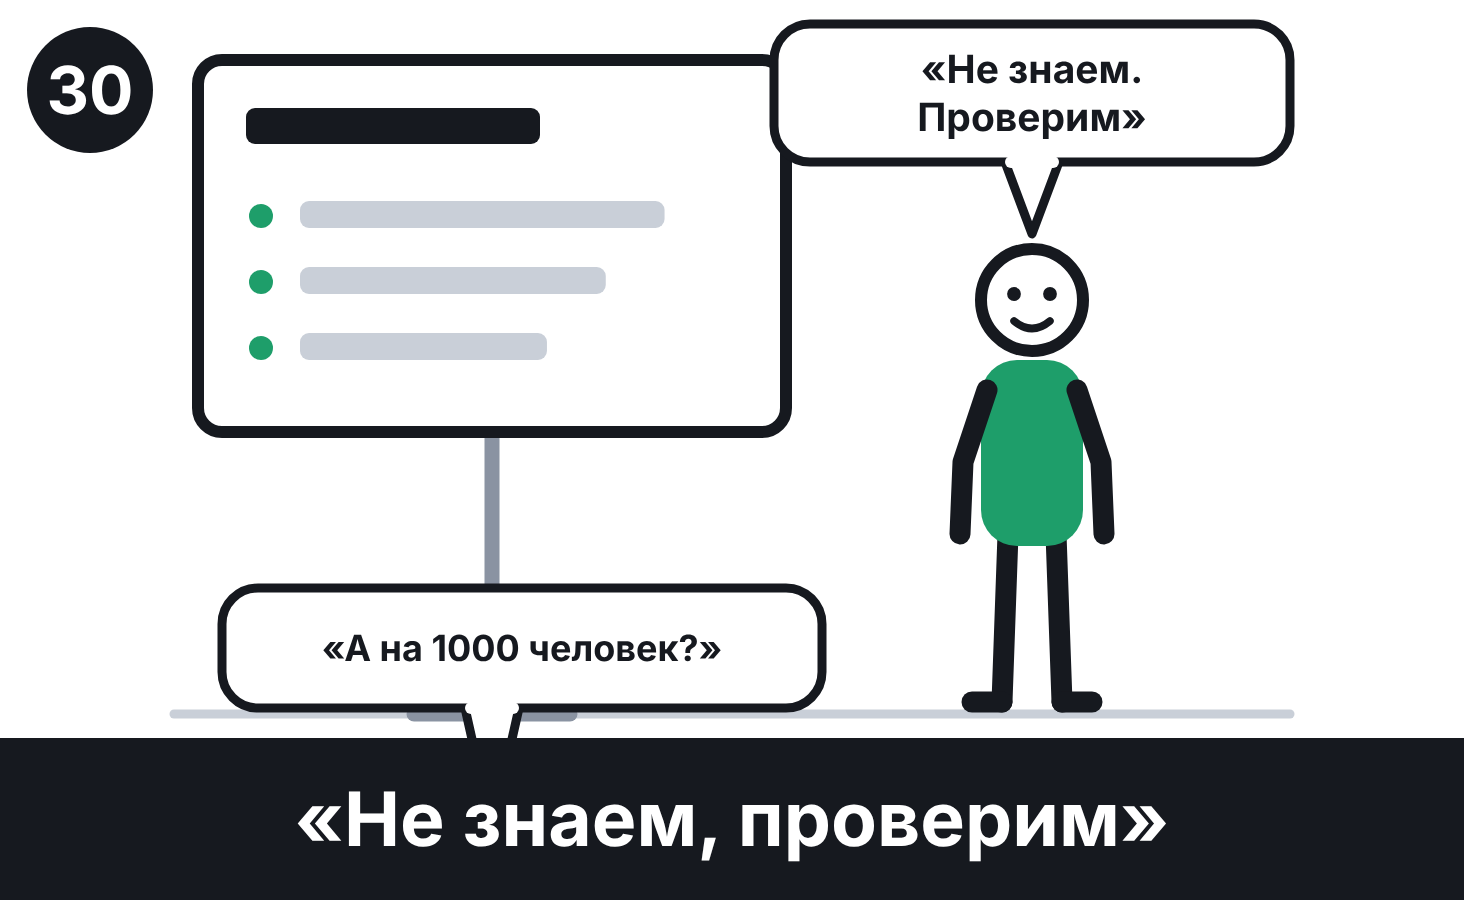 30
«Не знаем.
Проверим»
«А на 1000 человек?»
«Не знаем, проверим»